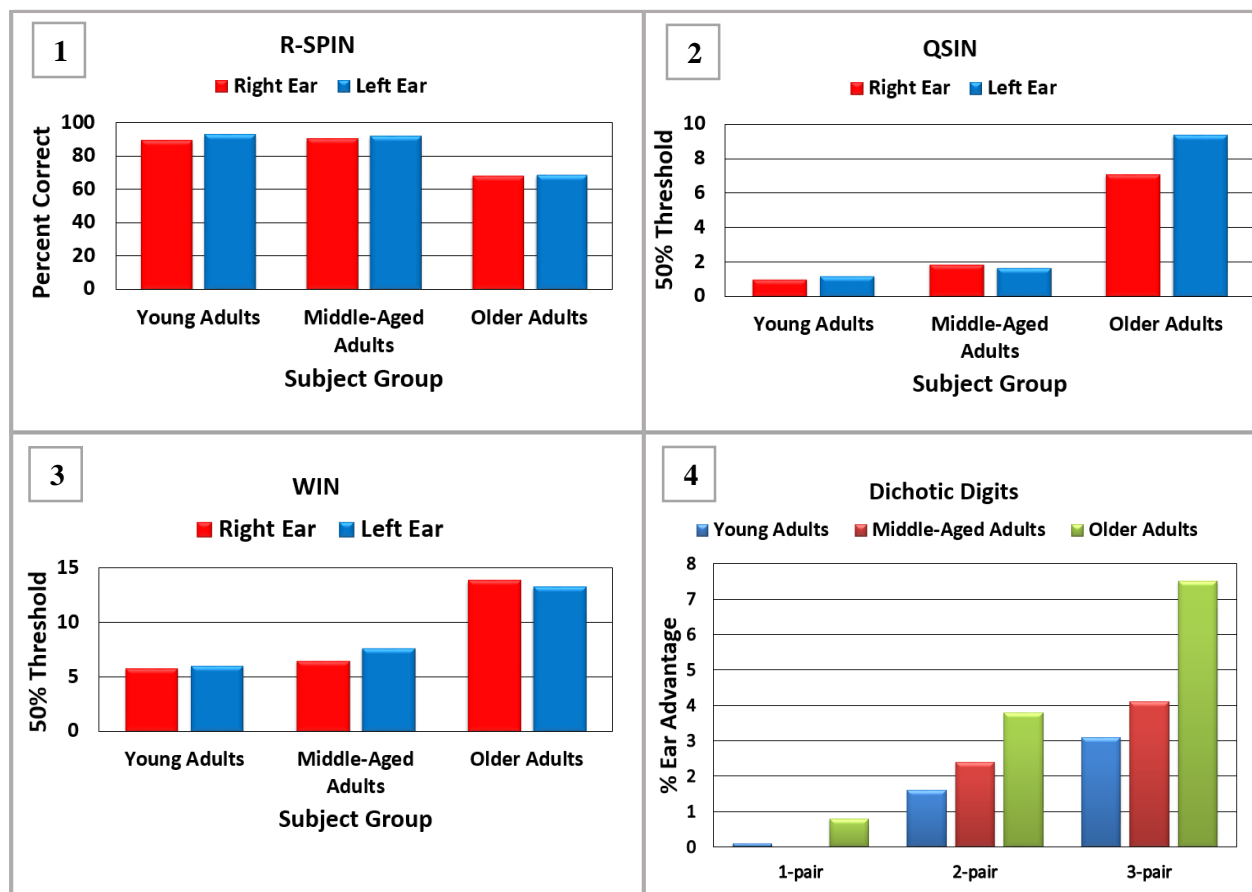 1
R-SPIN
Right Ear Left Ear
Percent Correct
100
80
60
40
20
0
Young Adults Middle-Aged Adults Older Adults
Subject Group
2
QSIN
Right Ear Left Ear
50% Threshold
10
8
6
4
2
0
Young Adults Middle-Aged Adults Older Adults
Subject Group
3
WIN
Right Ear Left Ear
50% Threshold
15
10
5
0
Young Adults Middle-Aged Adults Older Adults
Subject Group
4
Dichotic Digits
Young Adults Middle-Aged Adults Older Adults
% Ear Advantage
8
7
6
5
4
3
2
1
0
1-pair 2-pair 3-pair